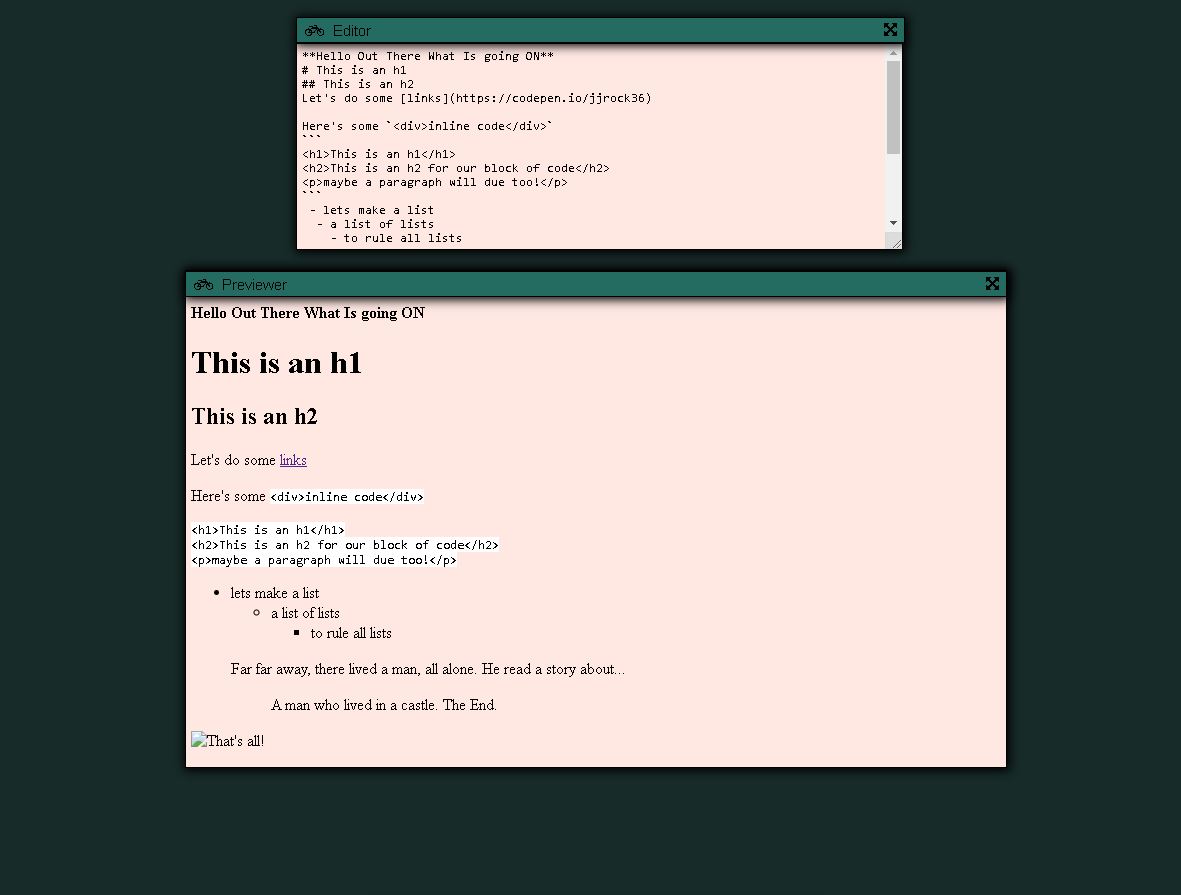 Editor
**Hello Out There What Is going ON**
# This is an h1
## This is an h2
Let's do some [links](https://codepen.io/jjrock36)
Here's some `<div>inline code</div>`
```
<h1>This is an h1</h1>
<h2>This is an h2 for our block of code</h2>
<p>maybe a paragraph will due too!</p>
```
- lets make a list
- a list of lists
- to rule all lists
Previewer
Hello Out There What Is going ON
This is an h1
This is an h2
Let's do some links
Here's some <div>inline code</div>
<h1>This is an h1</h1>
<h2>This is an h2 for our block of code</h2>
<p>maybe a paragraph will due too!</p>
lets make a list
a list of lists
to rule all lists
Far far away, there lived a man, all alone. He read a story about...
A man who lived in a castle. The End.
That's all!